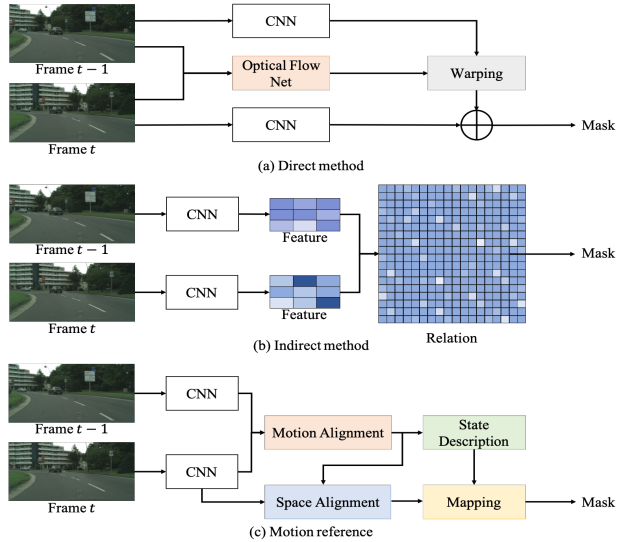 CNN
Frame t − 1
Optical Flow
Net
Warping
CNN
Mask
Frame t
(a) Direct method
CNN
Feature
Frame t − 1
Mask
CNN
Feature
Frame t
Relation
(b) Indirect method
CNN
Frame t − 1
Motion Alignment
State
Description
CNN
Space Alignment
Mapping
Mask
Frame t
(c) Motion reference